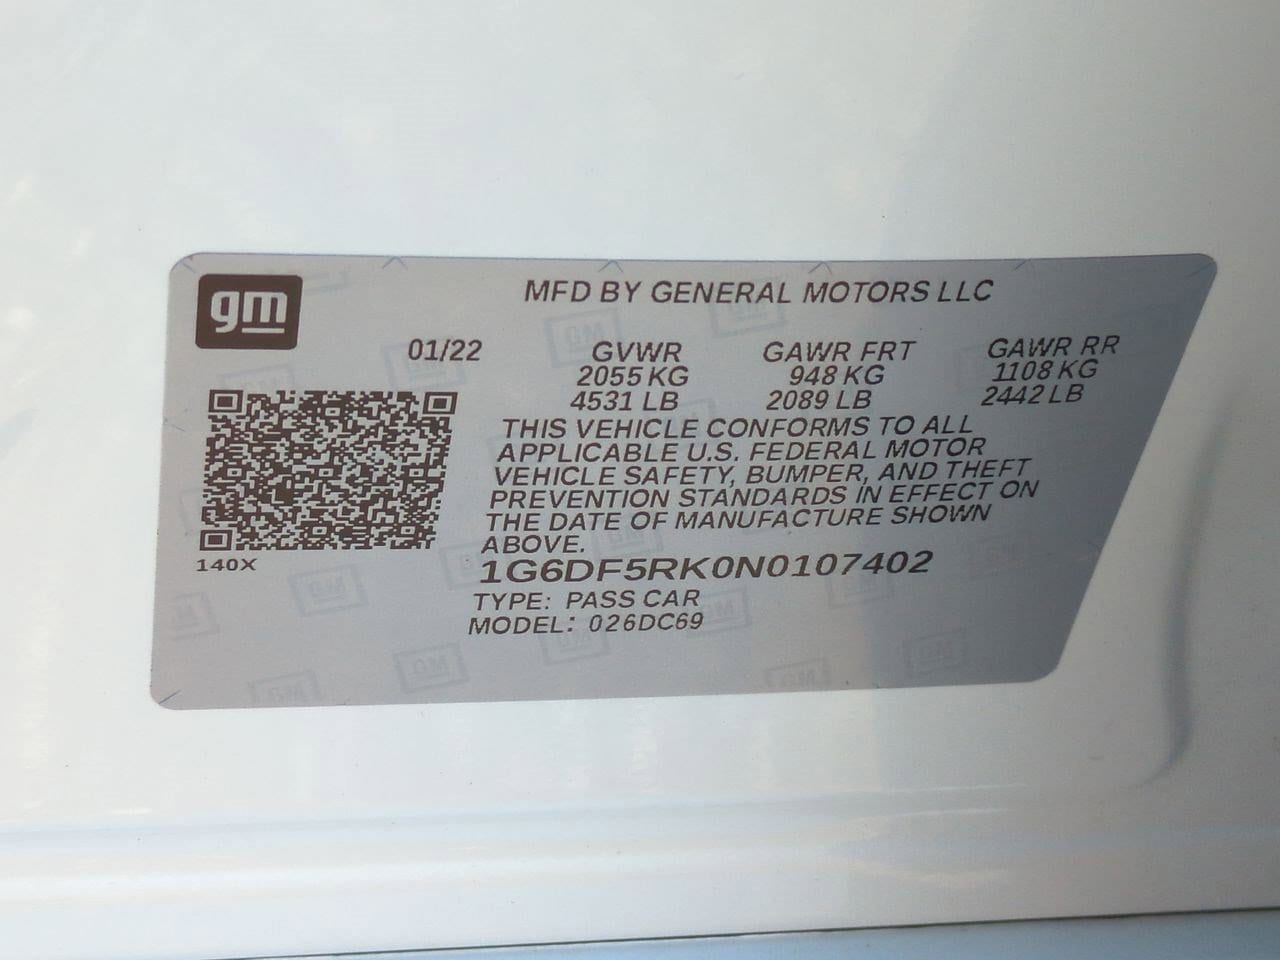 gm
MFD BY GENERAL MOTORS LLC
01/22 GVWR GAWR FRT GAWR RR
2055 KG 948 KG 1108 KG
4531 LB 2089 LB 2442 LB
THIS VEHICLE CONFORMS TO ALL
APPLICABLE U.S. FEDERAL MOTOR
VEHICLE SAFETY, BUMPER, AND THEFT
PREVENTION STANDARDS IN EFFECT ON
THE DATE OF MANUFACTURE SHOWN
ABOVE.
140X
1G6DF5RK0N0107402
TYPE: PASS CAR
MODEL: 026DC69